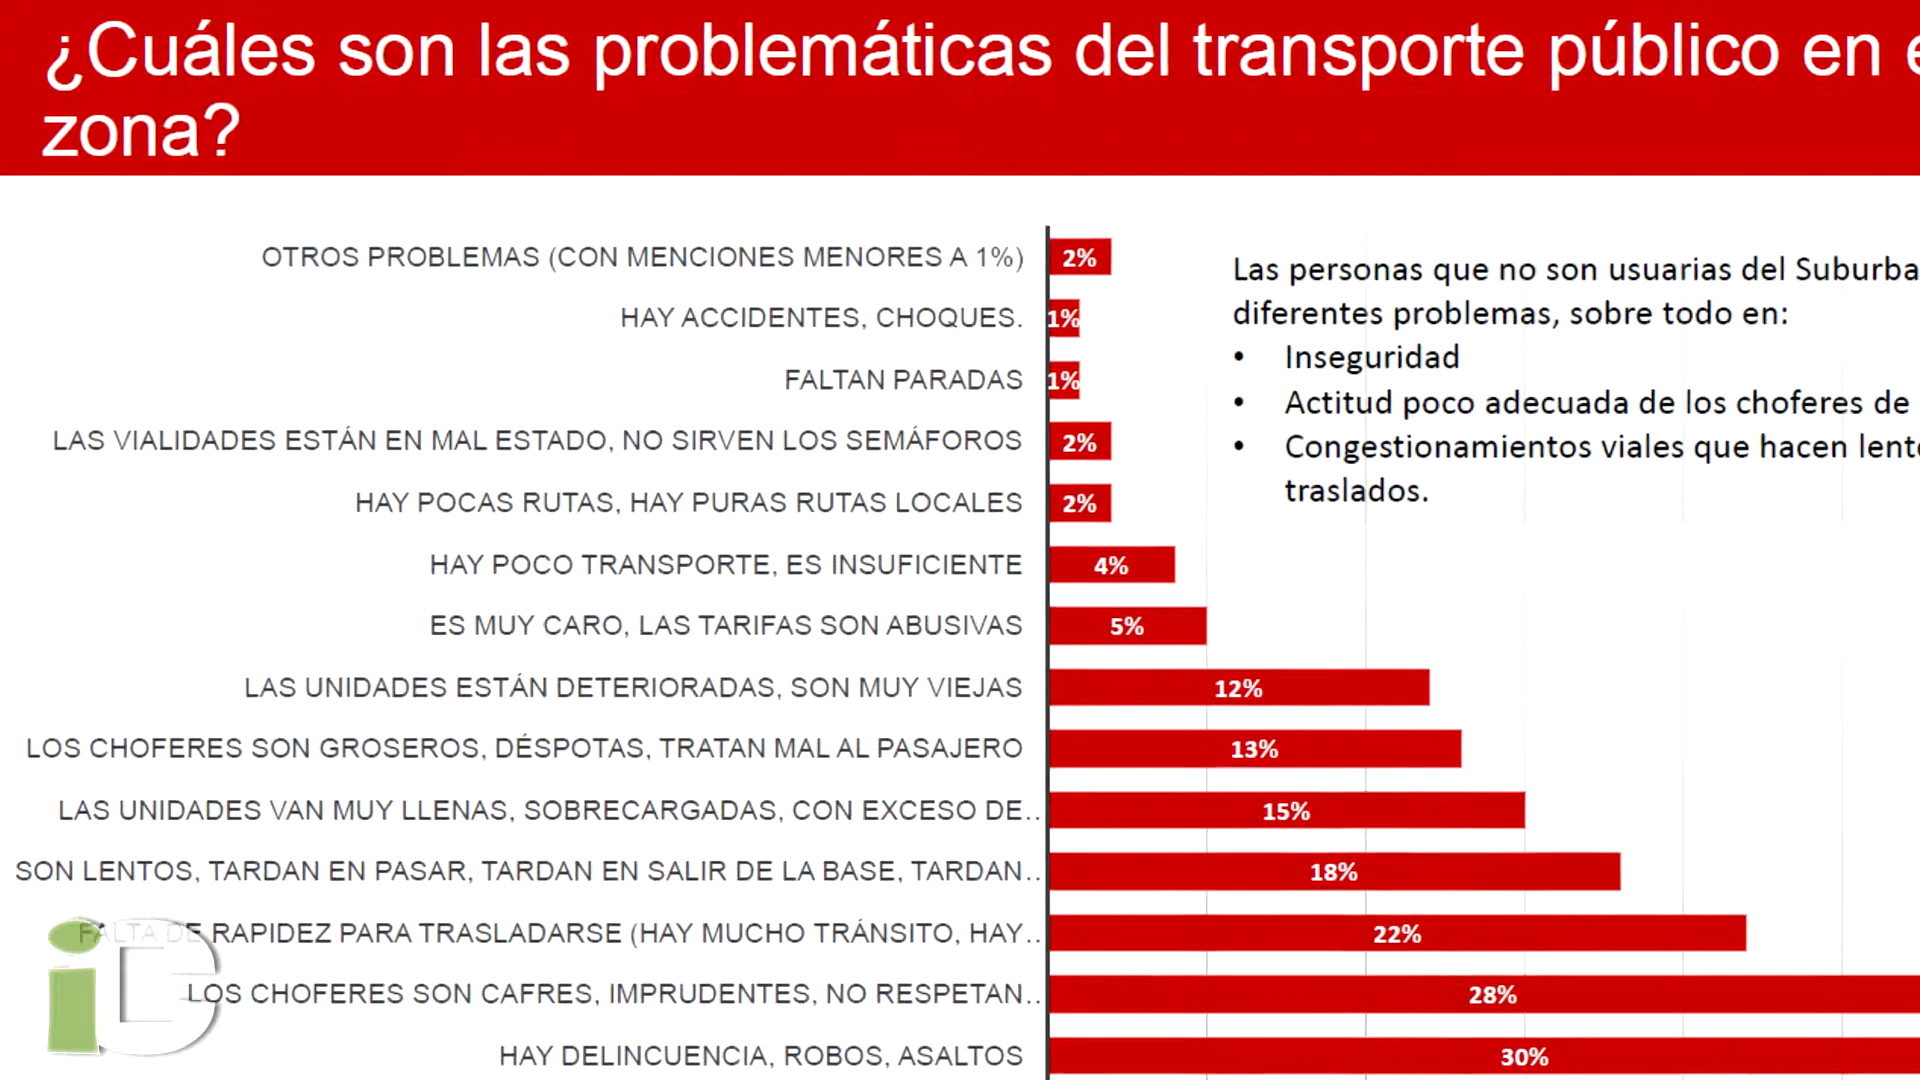 ¿Cuáles son las problemáticas del transporte público en e
zona?
OTROS PROBLEMAS (CON MENCIONES MENORES A 1%) 2%
HAY ACCIDENTES, CHOQUES. 1%
FALTAN PARADAS 1%
LAS VIALIDADES ESTÁN EN MAL ESTADO, NO SIRVEN LOS SEMÁFOROS 2%
HAY POCAS RUTAS, HAY PURAS RUTAS LOCALES 2%
HAY POCO TRANSPORTE, ES INSUFICIENTE 4%
ES MUY CARO, LAS TARIFAS SON ABUSIVAS 5%
LAS UNIDADES ESTÁN DETERIORADAS, SON MUY VIEJAS 12%
LOS CHOFERES SON GROSEROS, DÉSPOTAS, TRATAN MAL AL PASAJERO 13%
LAS UNIDADES VAN MUY LLENAS, SOBRECARGADAS, CON EXCESO DE.. 15%
SON LENTOS, TARDAN EN PASAR, TARDAN EN SALIR DE LA BASE, TARDAN.. 18%
FALTA DE RAPIDEZ PARA TRASLADARSE (HAY MUCHO TRÁNSITO, HAY.. 22%
LOS CHOFERES SON CAFRES, IMPRUDENTES, NO RESPETAN.. 28%
HAY DELINCUENCIA, ROBOS, ASALTOS 30%
Las personas que no son usuarias del Suburba
diferentes problemas, sobre todo en:
• Inseguridad
• Actitud poco adecuada de los choferes de
• Congestionamientos viales que hacen lent
traslados.